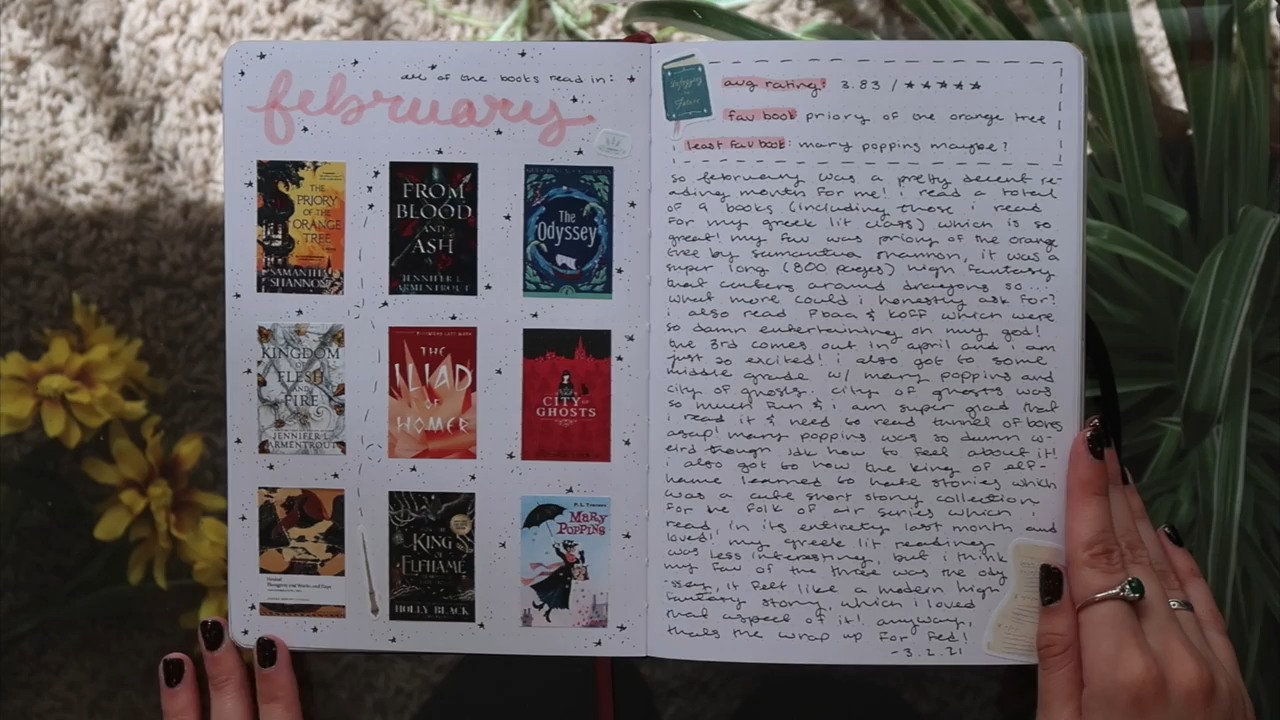 all of the books read in:
february
THE
PRIORY
OF THE
ORANGE
TREE
SAMANTHA
SHANNON
FROM
BLOOD
AND
ASH
JENNIFER L.
ARMENTROUT
The
Odyssey
KINGDOM
OF
FLESH
AND
FIRE
JENNIFER L.
ARMENTROUT
THE
ILIAD
OF
HOMER
CITY OF
GHOSTS
Hesiod
Theogony and Works and Days
KING
OF
ELFHAME
HOLLY BLACK
P. L. Travers
Mary
Poppins
avg rating: 3.83 / ★★★★★
fav book priory of the orange tree
least fav book: mary poppins maybe?
so february was a pretty decent re-
ading month for me! i read a total
of 9 books (including those i read
for my greek lit class) which is so
great! my fav was priory of the orange
tree by samantha shannon, it was a
super long (800 pages) high fantasy
that centers around dragons so...
what more could i honestly ask for?
i also read fbaa & koff which were
so damn entertaining oh my god!
the 3rd comes out in april and i am
just so excited! i also got to some
middle grade w/ mary poppins and
city of ghosts. city of ghosts was
so much fun & i am super glad that
i read it & need to read tunnel of bones
asap! mary poppins was so damn w-
eird though idk how to feel about it!
i also got to how the king of elf-
hame learned to hate stories which
was a cute short story collection
for the folk of air series which i
read in its entirety last month and
loved! my greek lit readings
was less interesting, but i think
my fav of the three was the ody
-ssey, it felt like a modern high
fantasy story, which i loved
that aspect of it! anyway,
thats the wrap up for feb!
-3.2.21